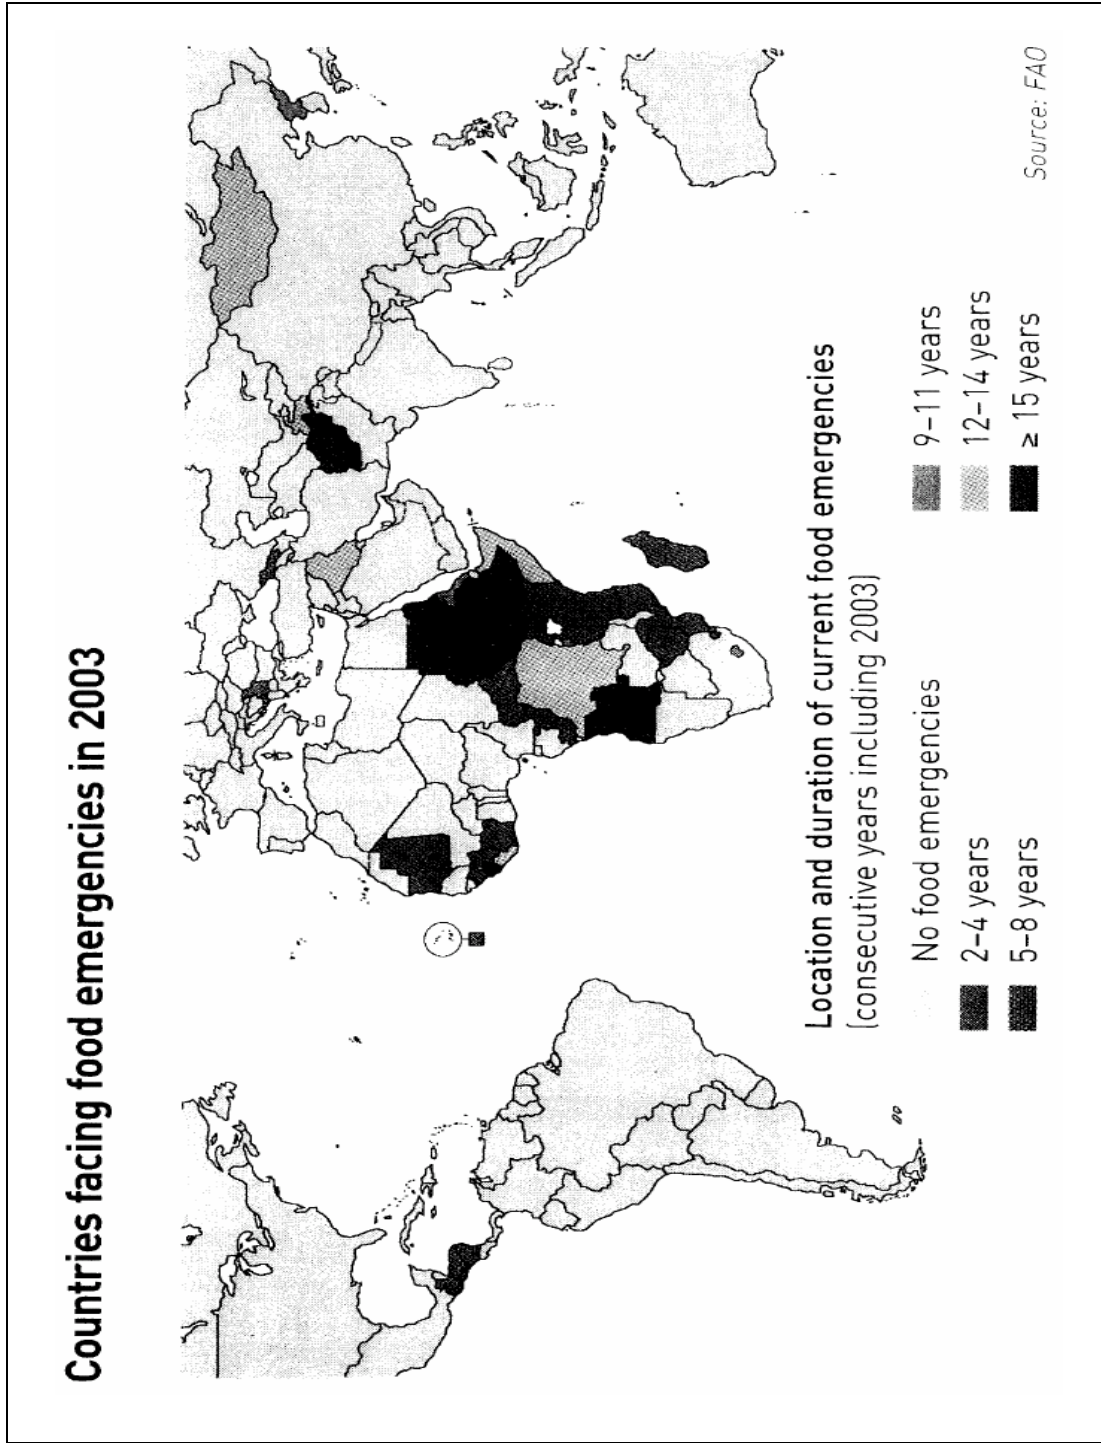 Countries facing food emergencies in 2003
Location and duration of current food emergencies
(consecutive years including 2003)
No food emergencies
2–4 years
5–8 years
9–11 years
12–14 years
≥ 15 years
Source: FAO